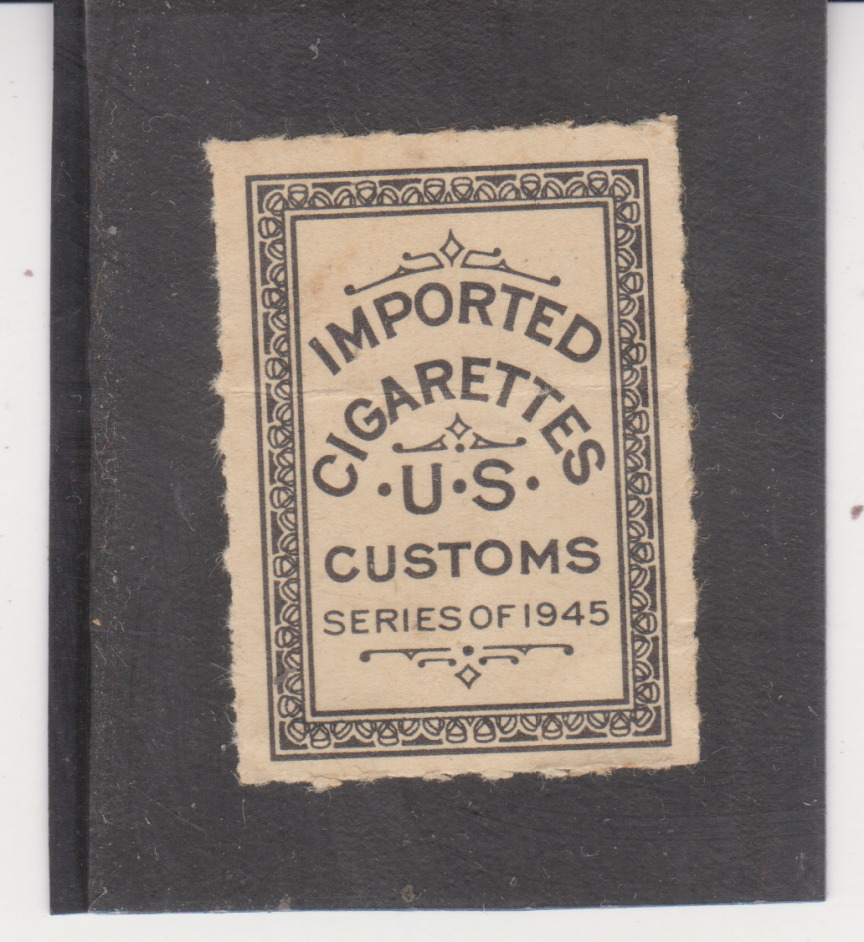 IMPORTED
CIGARETTES
·U·S·
CUSTOMS
SERIES OF 1945